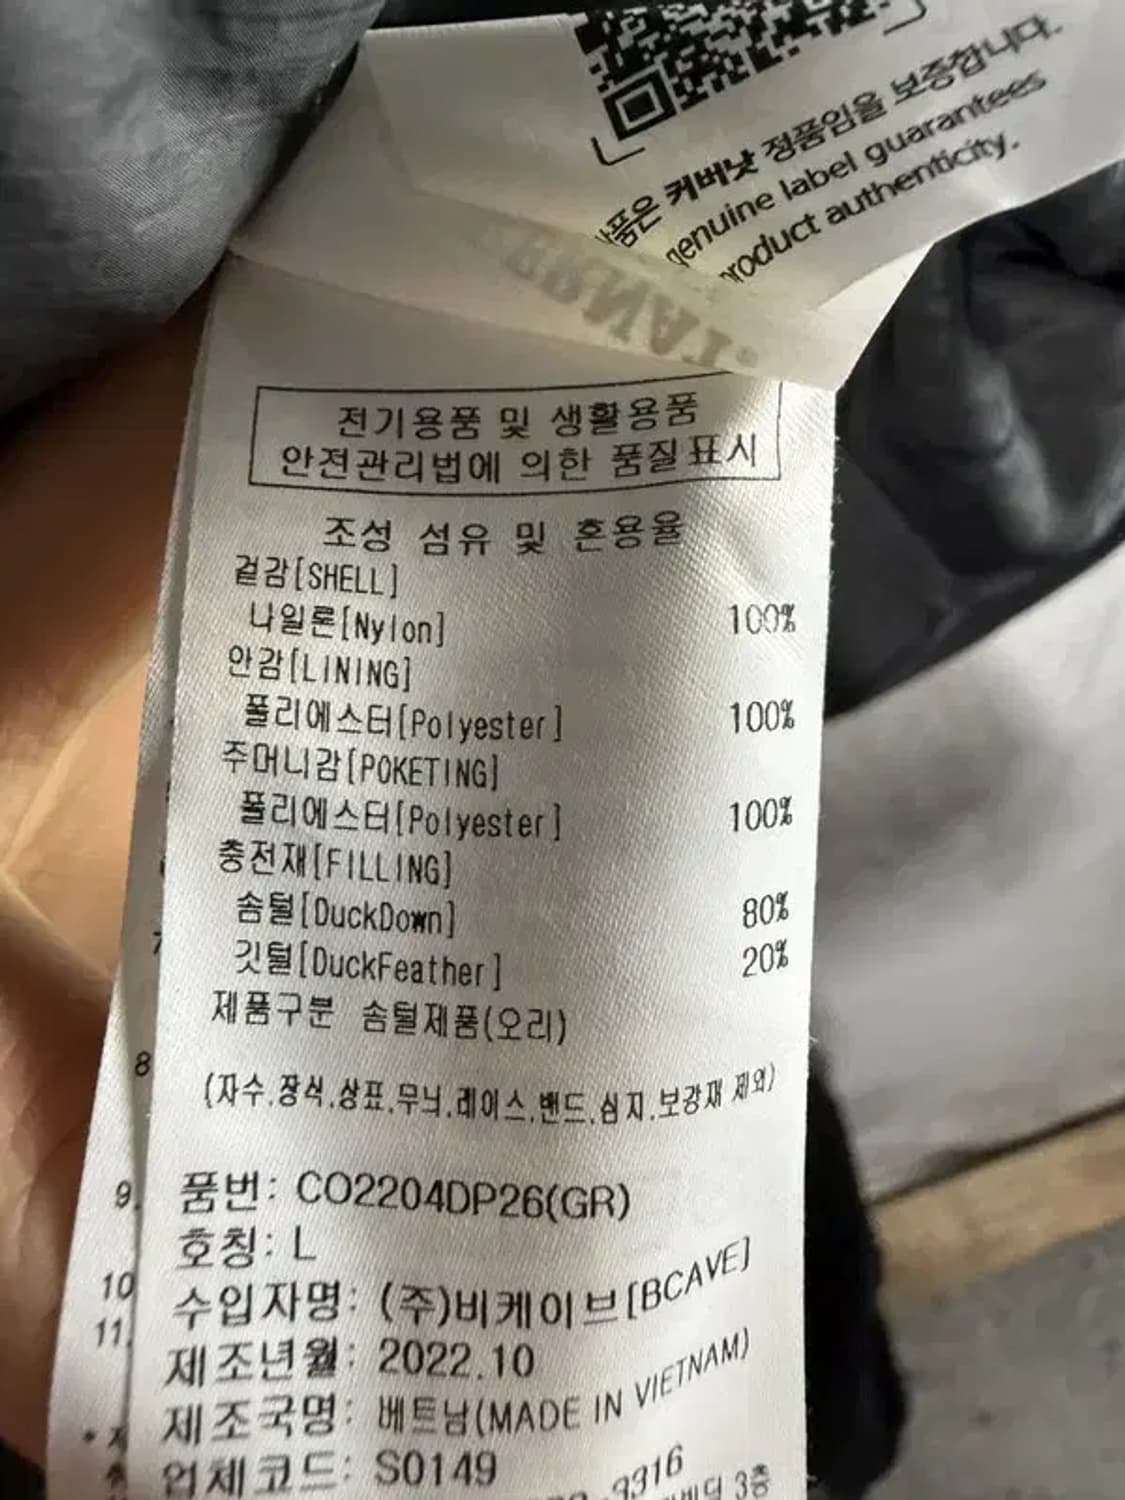 커버낫 정품임을 보증합니다.
genuine label guarantees
product authenticity.
전기용품 및 생활용품
안전관리법에 의한 품질표시
조성 섬유 및 혼용율
겉감[SHELL]
나일론[Nylon] 100%
안감[LINING]
폴리에스터[Polyester] 100%
주머니감[POKETING]
폴리에스터[Polyester] 100%
충전재[FILLING]
솜털[DuckDown] 80%
깃털[DuckFeather] 20%
제품구분 솜털제품(오리)
(자수.장식.상표.무늬.레이스.밴드.심지.보강재 제외)
품번: CO2204DP26(GR)
호칭: L
수입자명: (주)비케이브[BCAVE]
제조년월: 2022.10
제조국명: 베트남(MADE IN VIETNAM)
업체코드: S0149
3316
3층
8
9.
10
11.